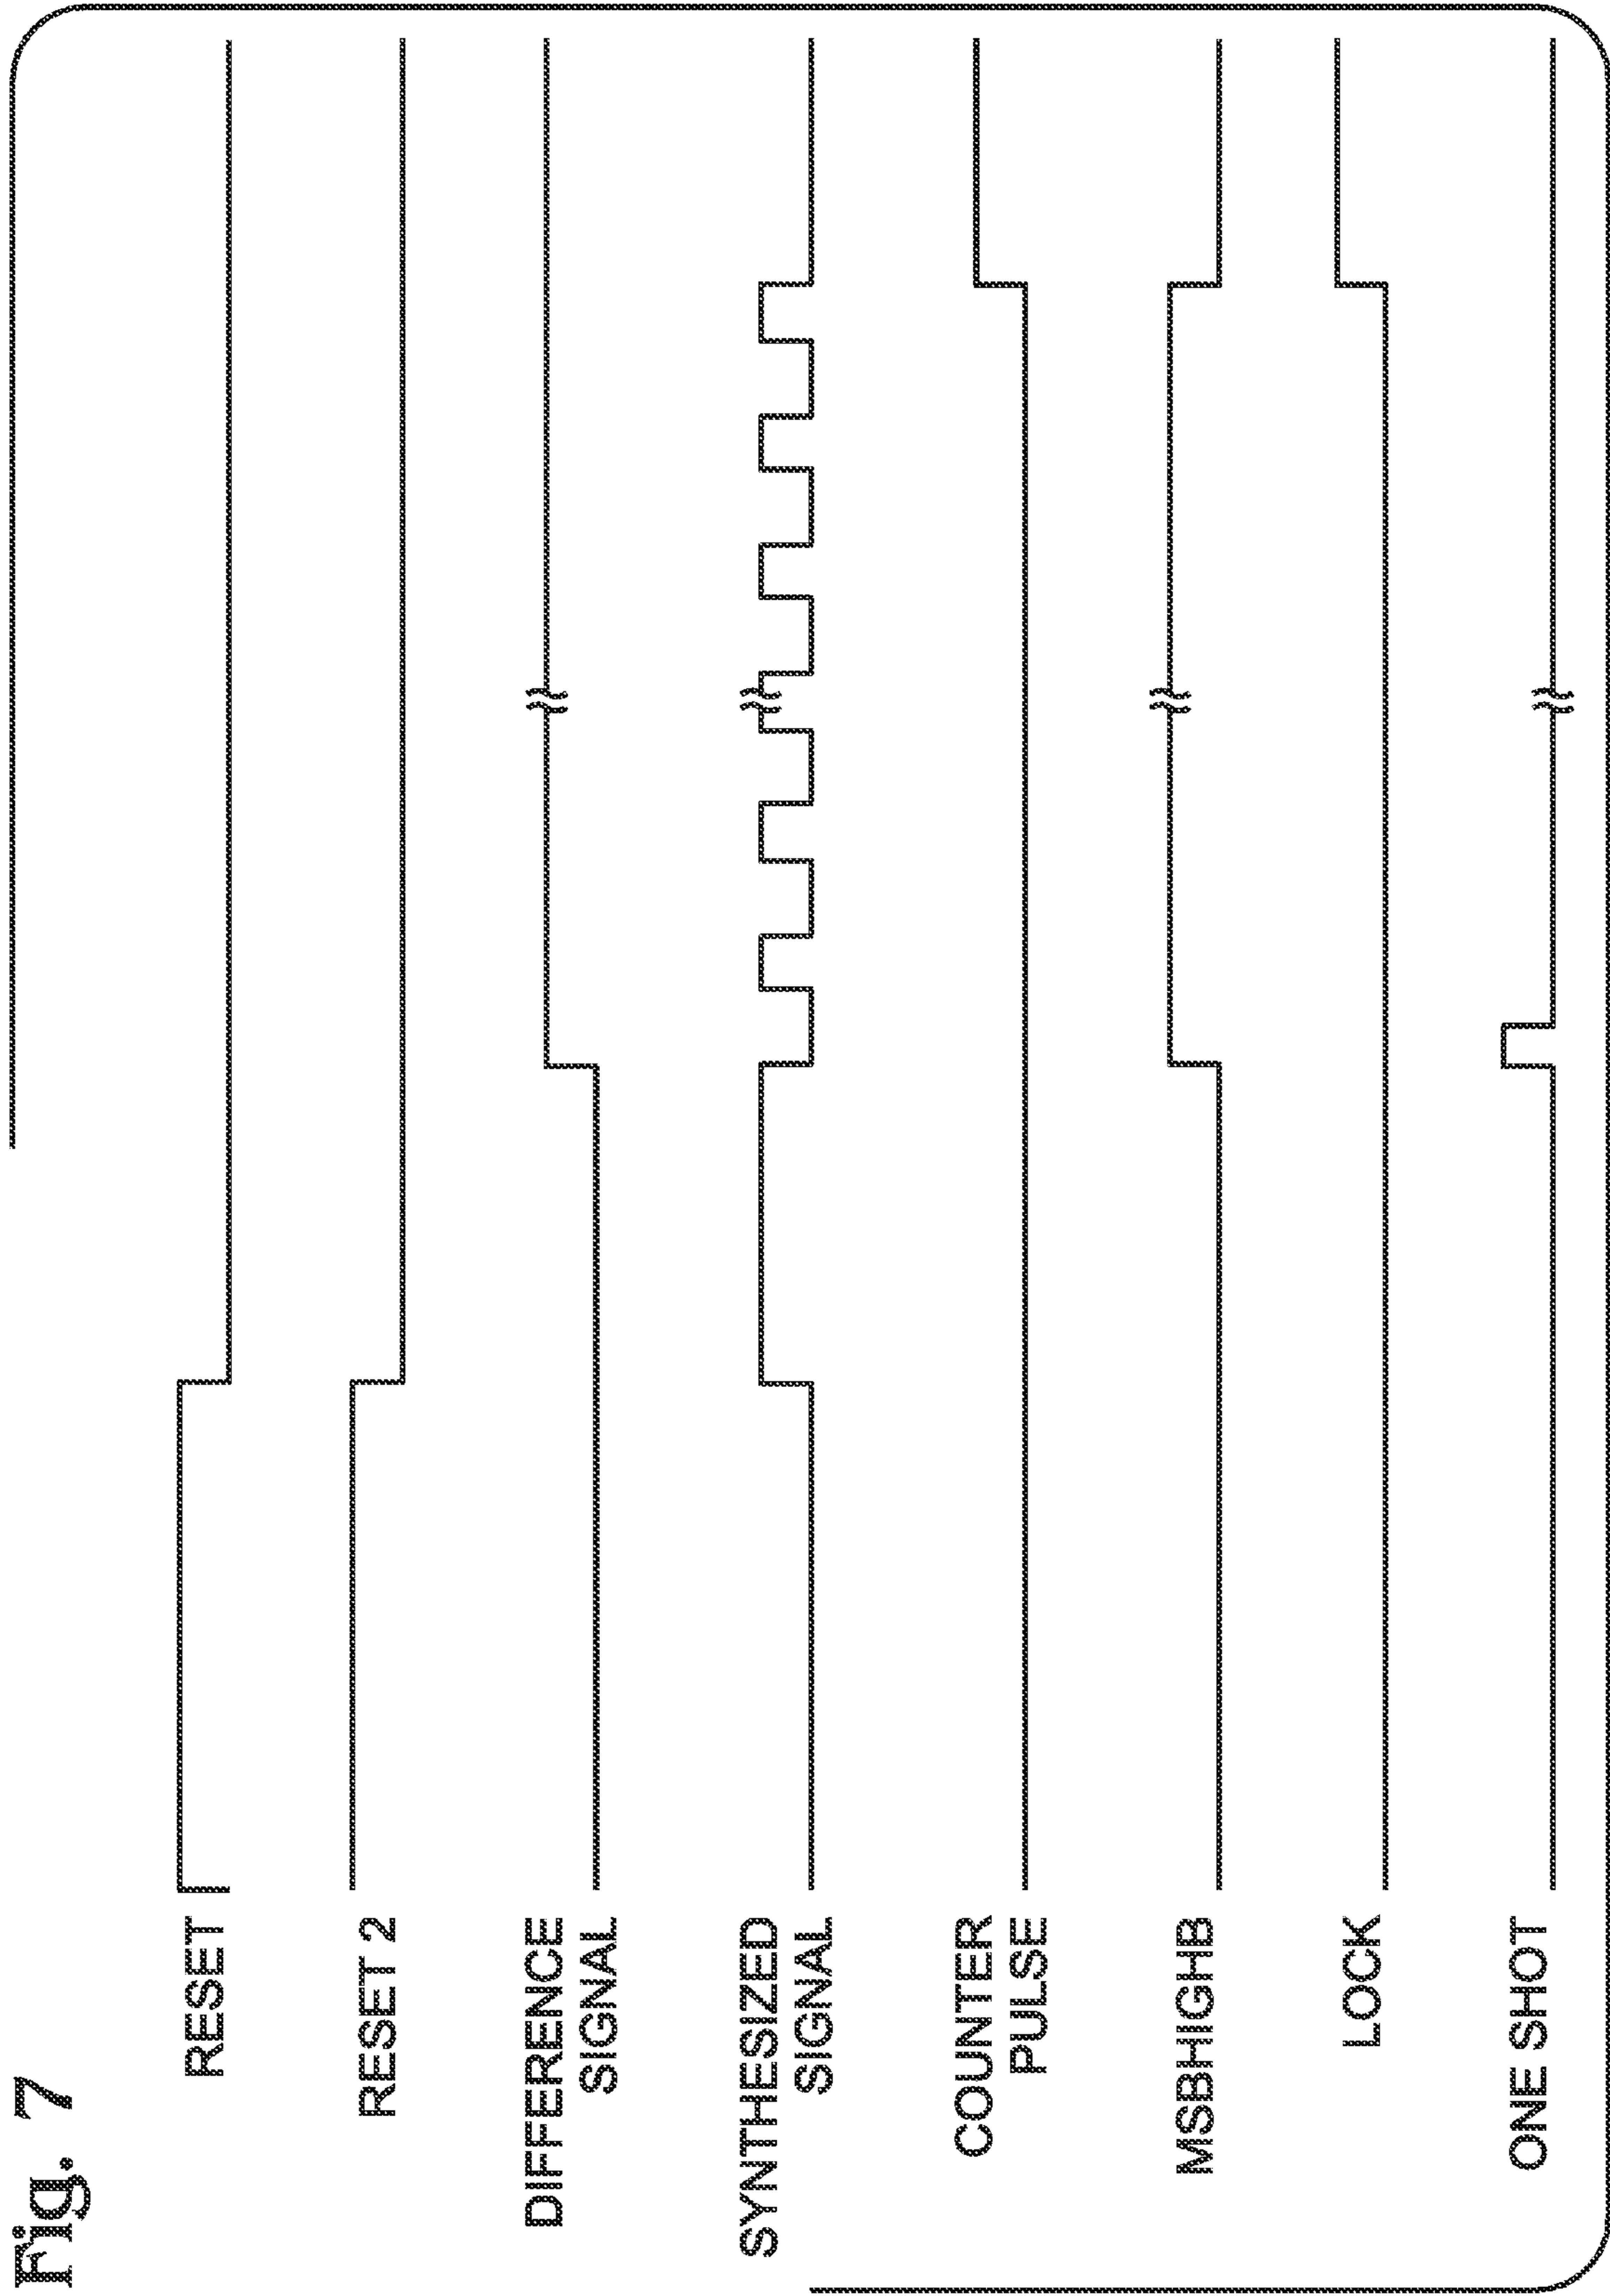 Fig. 7
RESET
RESET 2
DIFFERENCE
SIGNAL
SYNTHESIZED
SIGNAL
COUNTER
PULSE
MSBHIGHB
LOCK
ONE SHOT